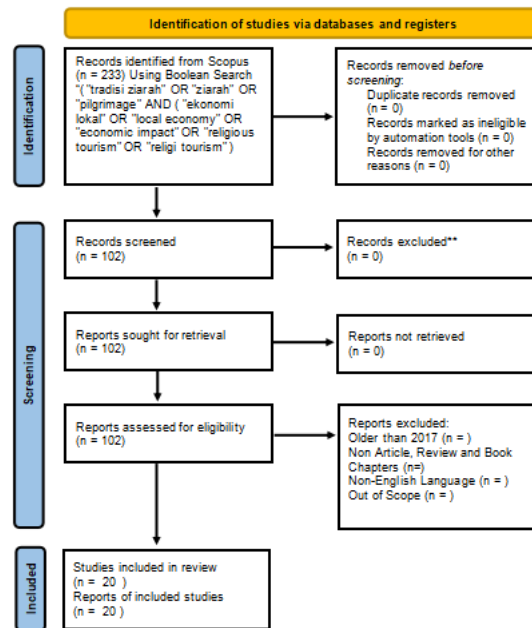 Identification of studies via databases and registers
Identification
Records identified from Scopus
(n = 233) Using Boolean Search
"( "tradisi ziarah" OR "ziarah" OR
"pilgrimage" AND ( "ekonomi
lokal" OR "local economy" OR
"economic impact" OR "religious
tourism" OR "religi tourism" )
Records removed before
screening:
Duplicate records removed
(n = 0)
Records marked as ineligible
by automation tools (n = 0)
Records removed for other
reasons (n = 0)
Screening
Records screened
(n = 102)
Records excluded**
(n = 0)
Reports sought for retrieval
(n = 102)
Reports not retrieved
(n = 0)
Reports assessed for eligibility
(n = 102)
Reports excluded:
Older than 2017 (n = )
Non Article, Review and Book
Chapters (n=)
Non-English Language (n = )
Out of Scope (n = )
Included
Studies included in review
(n = 20 )
Reports of included studies
(n = 20 )